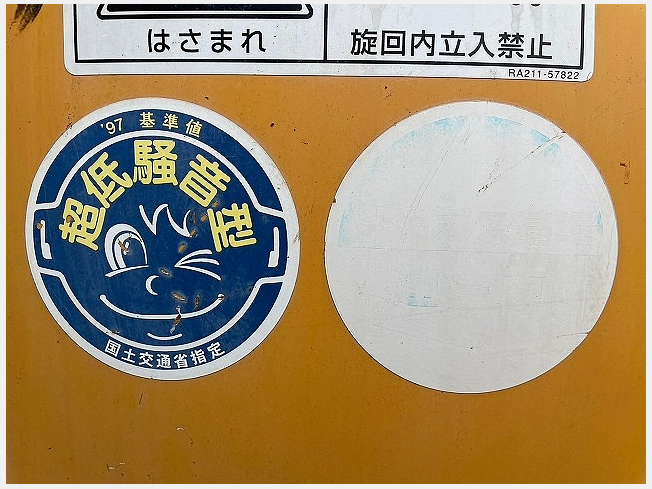 はさまれ
旋回内立入禁止
RA211-57822
'97 基準値
超低騒音型
国土交通省指定